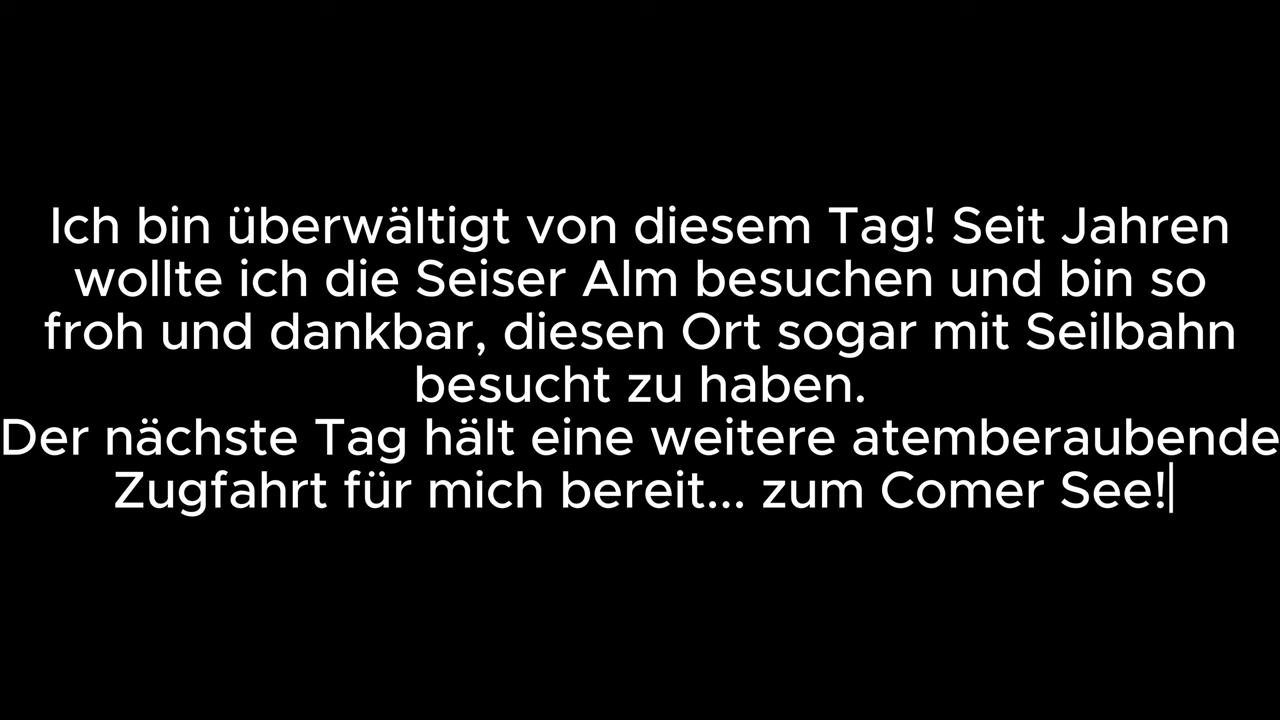 Ich bin überwältigt von diesem Tag! Seit Jahren
wollte ich die Seiser Alm besuchen und bin so
froh und dankbar, diesen Ort sogar mit Seilbahn
besucht zu haben.
Der nächste Tag hält eine weitere atemberaubende
Zugfahrt für mich bereit... zum Comer See!